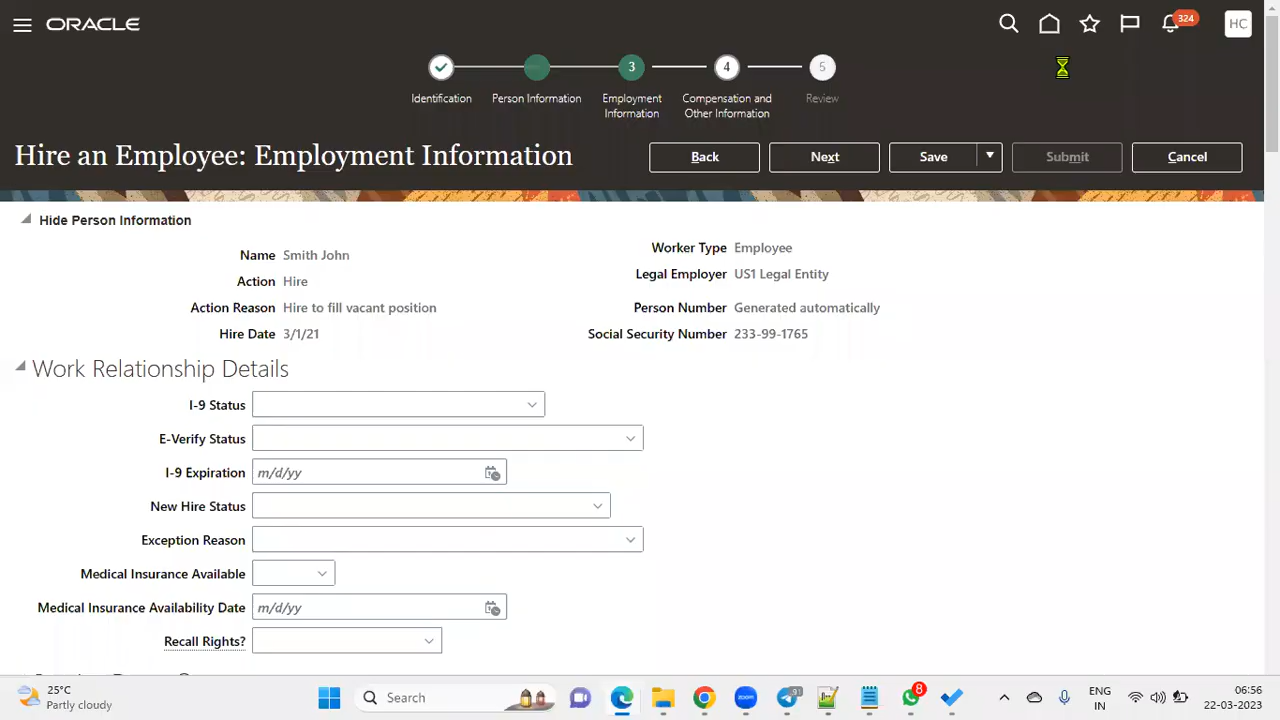 ORACLE
324
HC
3
4
5
Identification
Person Information
Employment Information
Compensation and Other Information
Review
Hire an Employee: Employment Information
Back
Next
Save
Submit
Cancel
Hide Person Information
Name Smith John
Action Hire
Action Reason Hire to fill vacant position
Hire Date 3/1/21
Worker Type Employee
Legal Employer US1 Legal Entity
Person Number Generated automatically
Social Security Number 233-99-1765
Work Relationship Details
I-9 Status
E-Verify Status
I-9 Expiration m/d/yy
New Hire Status
Exception Reason
Medical Insurance Available
Medical Insurance Availability Date m/d/yy
Recall Rights?
25°C
Partly cloudy
Search
zoom
91
8
ENG
IN
06:56
22-03-2023